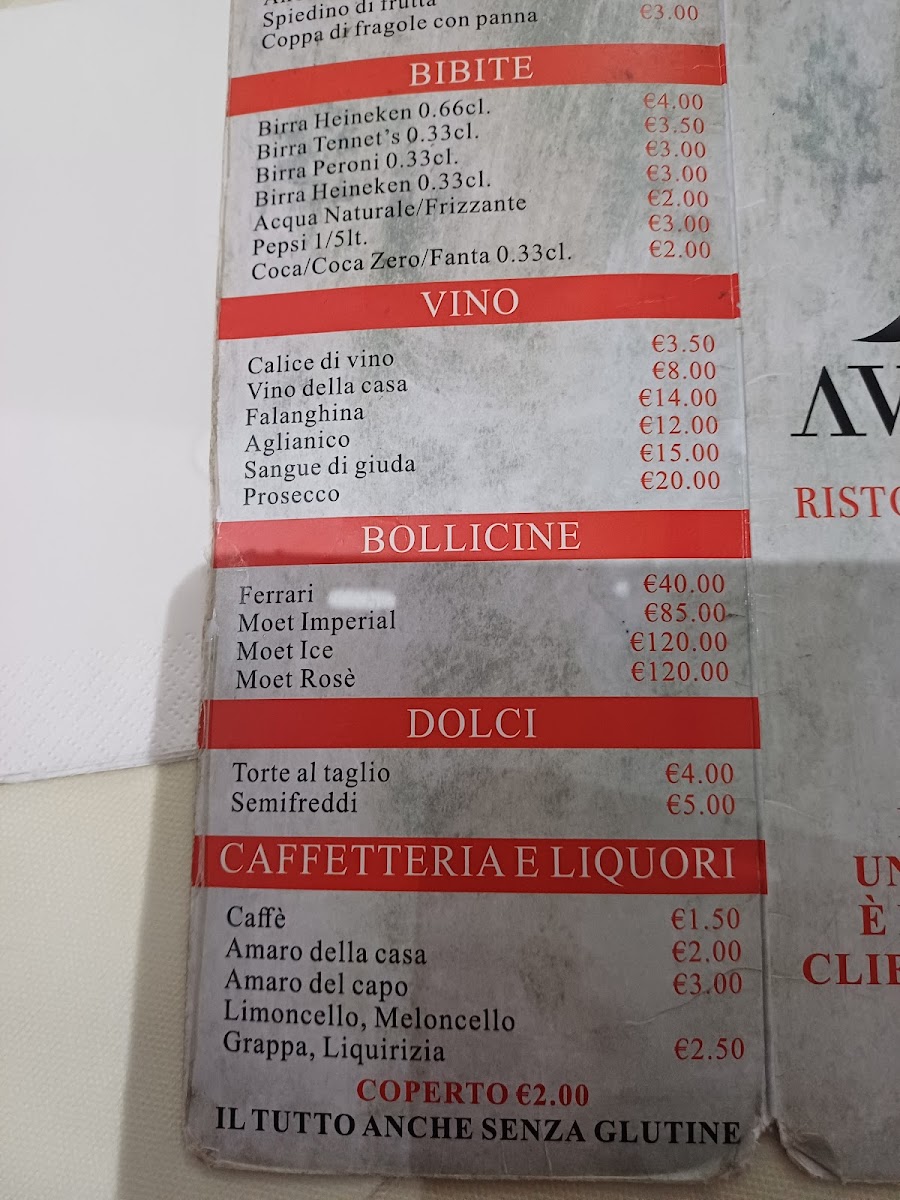 Spiedino di frutta
Coppa di fragole con panna €3.00
BIBITE
Birra Heineken 0.66cl. €4.00
Birra Tennet's 0.33cl. €3.50
Birra Peroni 0.33cl. €3.00
Birra Heineken 0.33cl. €3.00
Acqua Naturale/Frizzante €2.00
Pepsi 1/5lt. €3.00
Coca/Coca Zero/Fanta 0.33cl. €2.00
VINO
Calice di vino €3.50
Vino della casa €8.00
Falanghina €14.00
Aglianico €12.00
Sangue di giuda €15.00
Prosecco €20.00
BOLLICINE
Ferrari €40.00
Moet Imperial €85.00
Moet Ice €120.00
Moet Rosè €120.00
DOLCI
Torte al taglio €4.00
Semifreddi €5.00
CAFFETTERIA E LIQUORI
Caffè €1.50
Amaro della casa €2.00
Amaro del capo €3.00
Limoncello, Meloncello
Grappa, Liquirizia €2.50
COPERTO €2.00
IL TUTTO ANCHE SENZA GLUTINE
AV
RISTO
UN
È
CLIE